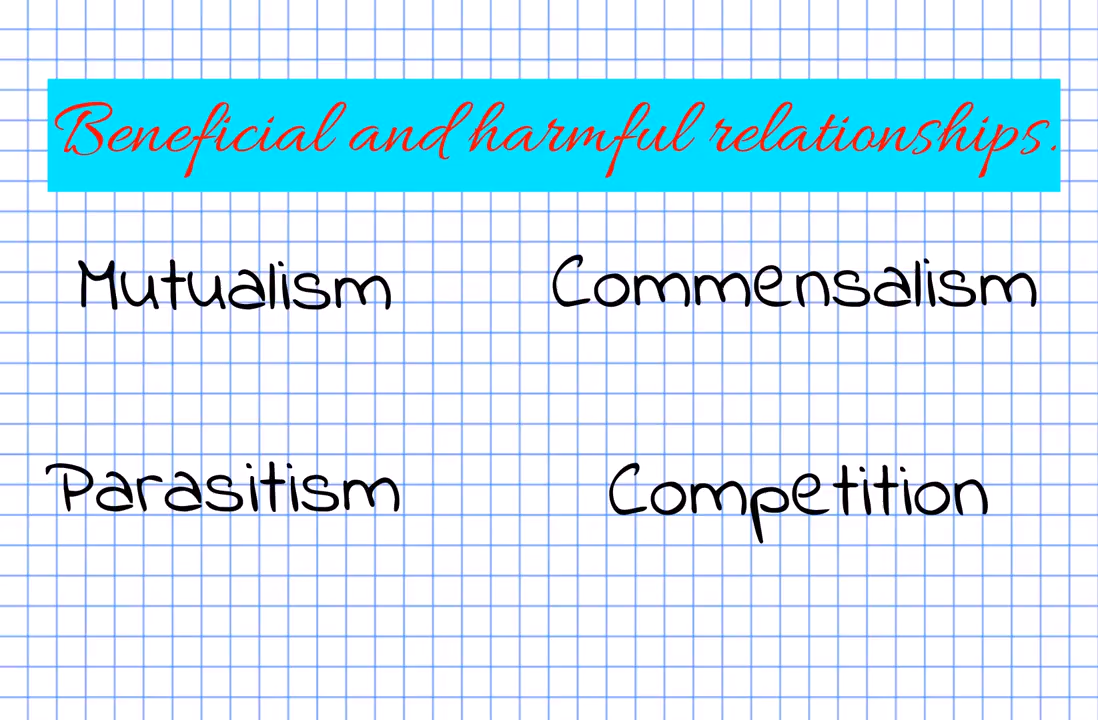 Beneficial and harmful relationships.
Mutualism Commensalism
Parasitism Competition